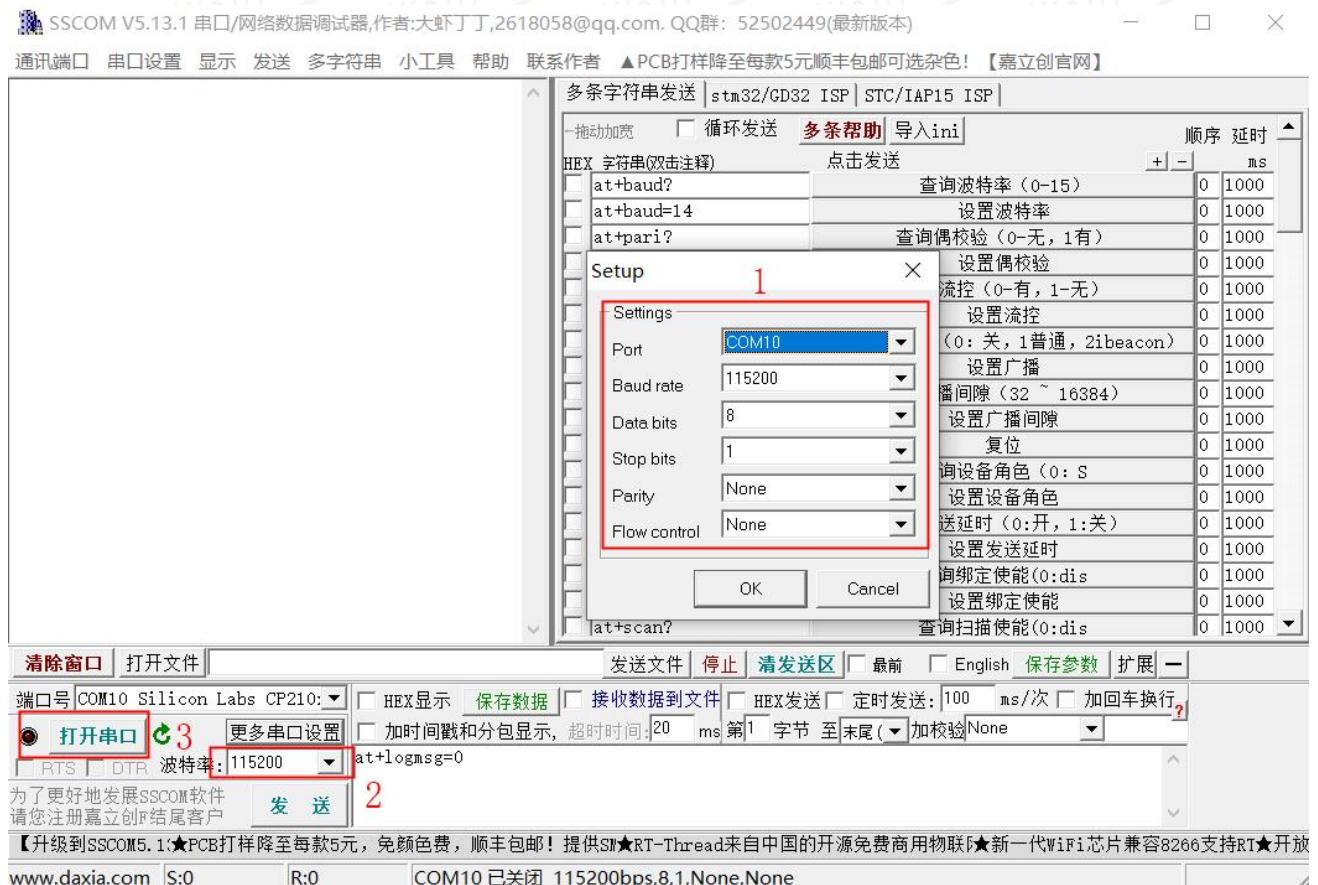 SSCOM V5.13.1 串口/网络数据调试器,作者:大虾丁丁,2618058@qq.com. QQ群: 52502449(最新版本)
通讯端口 串口设置 显示 发送 多字符串 小工具 帮助 联系作者 ▲PCB打样降至每款5元顺丰包邮可选杂色!【嘉立创官网】
多条字符串发送 stm32/GD32 ISP STC/IAP15 ISP
←拖动加宽 循环发送 多条帮助 导入ini 顺序 延时
HEX 字符串(双击注释) 点击发送 + - ms
at+baud? 查询波特率（0-15） 0 1000
at+baud=14 设置波特率 0 1000
at+pari? 查询偶校验（0-无，1有） 0 1000
设置偶校验 0 1000
流控（0-有，1-无） 0 1000
设置流控 0 1000
(0: 关, 1普通, 2ibeacon) 0 1000
设置广播 0 1000
播间隙（32 ~ 16384） 0 1000
设置广播间隙 0 1000
复位 0 1000
询设备角色（0: S 0 1000
设置设备角色 0 1000
送延时（0:开, 1:关） 0 1000
设置发送延时 0 1000
询绑定使能(0:dis 0 1000
设置绑定使能 0 1000
at+scan? 查询扫描使能(0:dis 0 1000
Setup
1
Settings
Port COM10
Baud rate 115200
Data bits 8
Stop bits 1
Parity None
Flow control None
OK Cancel
清除窗口 打开文件 发送文件 停止 清发送区 最前 English 保存参数 扩展 —
端口号 COM10 Silicon Labs CP210: HEX显示 保存数据 接收数据到文件 HEX发送 定时发送: 100 ms/次 加回车换行 ?
打开串口 3 更多串口设置 加时间戳和分包显示, 超时时间: 20 ms 第1 字节 至 末尾( 加校验 None
RTS DTR 波特率: 115200 at+logmsg=0
为了更好地发展SSCOM软件
请您注册嘉立创F结尾客户
发 送 2
【升级到SSCOM5.1:★PCB打样降至每款5元，免颜色费，顺丰包邮！提供SM★RT-Thread来自中国的开源免费商用物联网★新一代WiFi芯片兼容8266支持RT★开放
www.daxia.com S:0 R:0 COM10 已关闭 115200bps,8,1,None,None